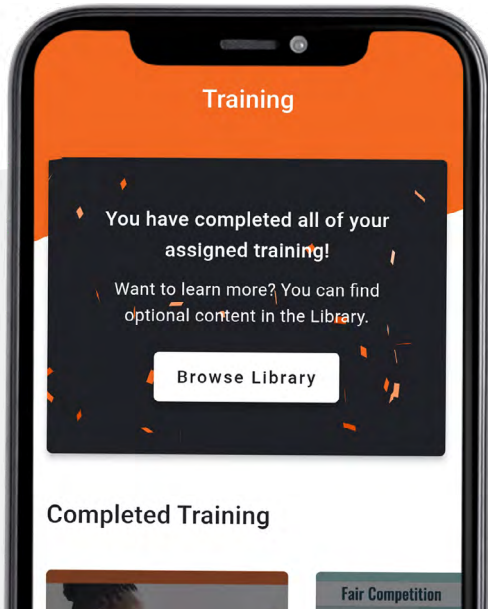 Training
You have completed all of your
assigned training!
Want to learn more? You can find
optional content in the Library.
Browse Library
Completed Training
Fair Competition